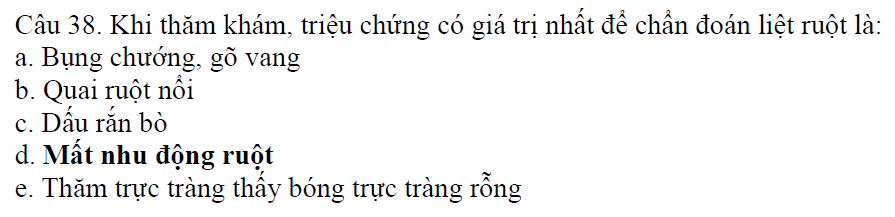 Câu 38. Khi thăm khám, triệu chứng có giá trị nhất để chẩn đoán liệt ruột là:
a. Bụng chướng, gõ vang
b. Quai ruột nổi
c. Dấu rắn bò
d. Mất nhu động ruột
e. Thăm trực tràng thấy bóng trực tràng rỗng